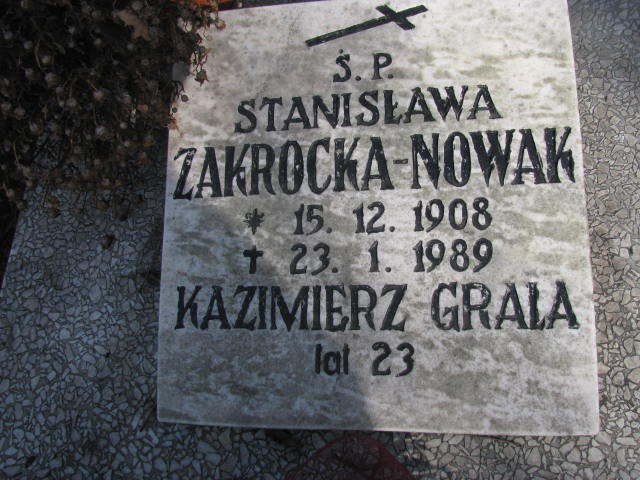 Ś. P.
STANISŁAWA
ZAKROCKA-NOWAK
* 15. 12. 1908
✝ 23. 1. 1989
KAZIMIERZ GRALA
lat 23